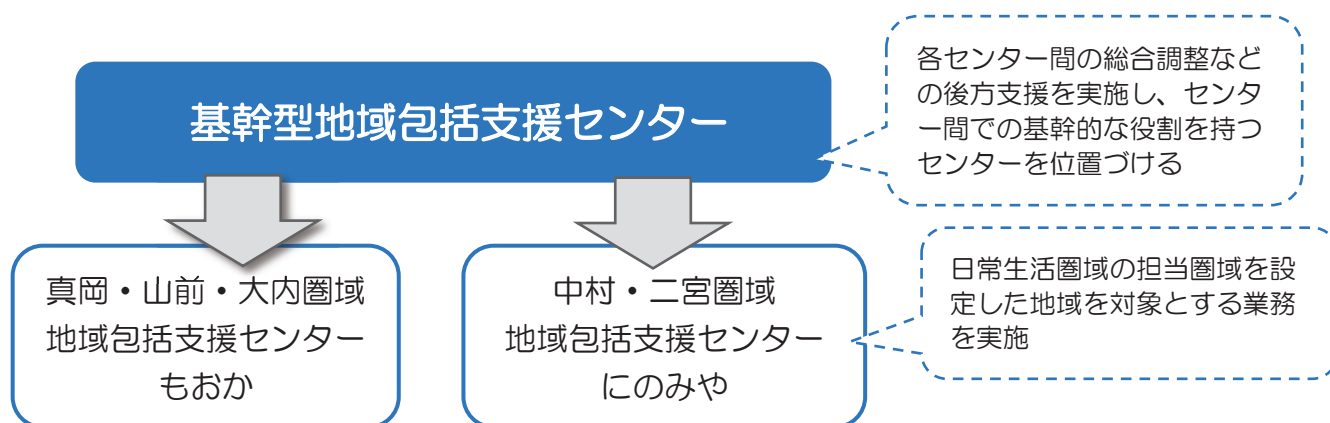 基幹型地域包括支援センター
各センター間の総合調整など
の後方支援を実施し、センタ
ー間での基幹的な役割を持つ
センターを位置づける
真岡・山前・大内圏域
地域包括支援センター
もおか
中村・二宮圏域
地域包括支援センター
にのみや
日常生活圏域の担当圏域を設
定した地域を対象とする業務
を実施